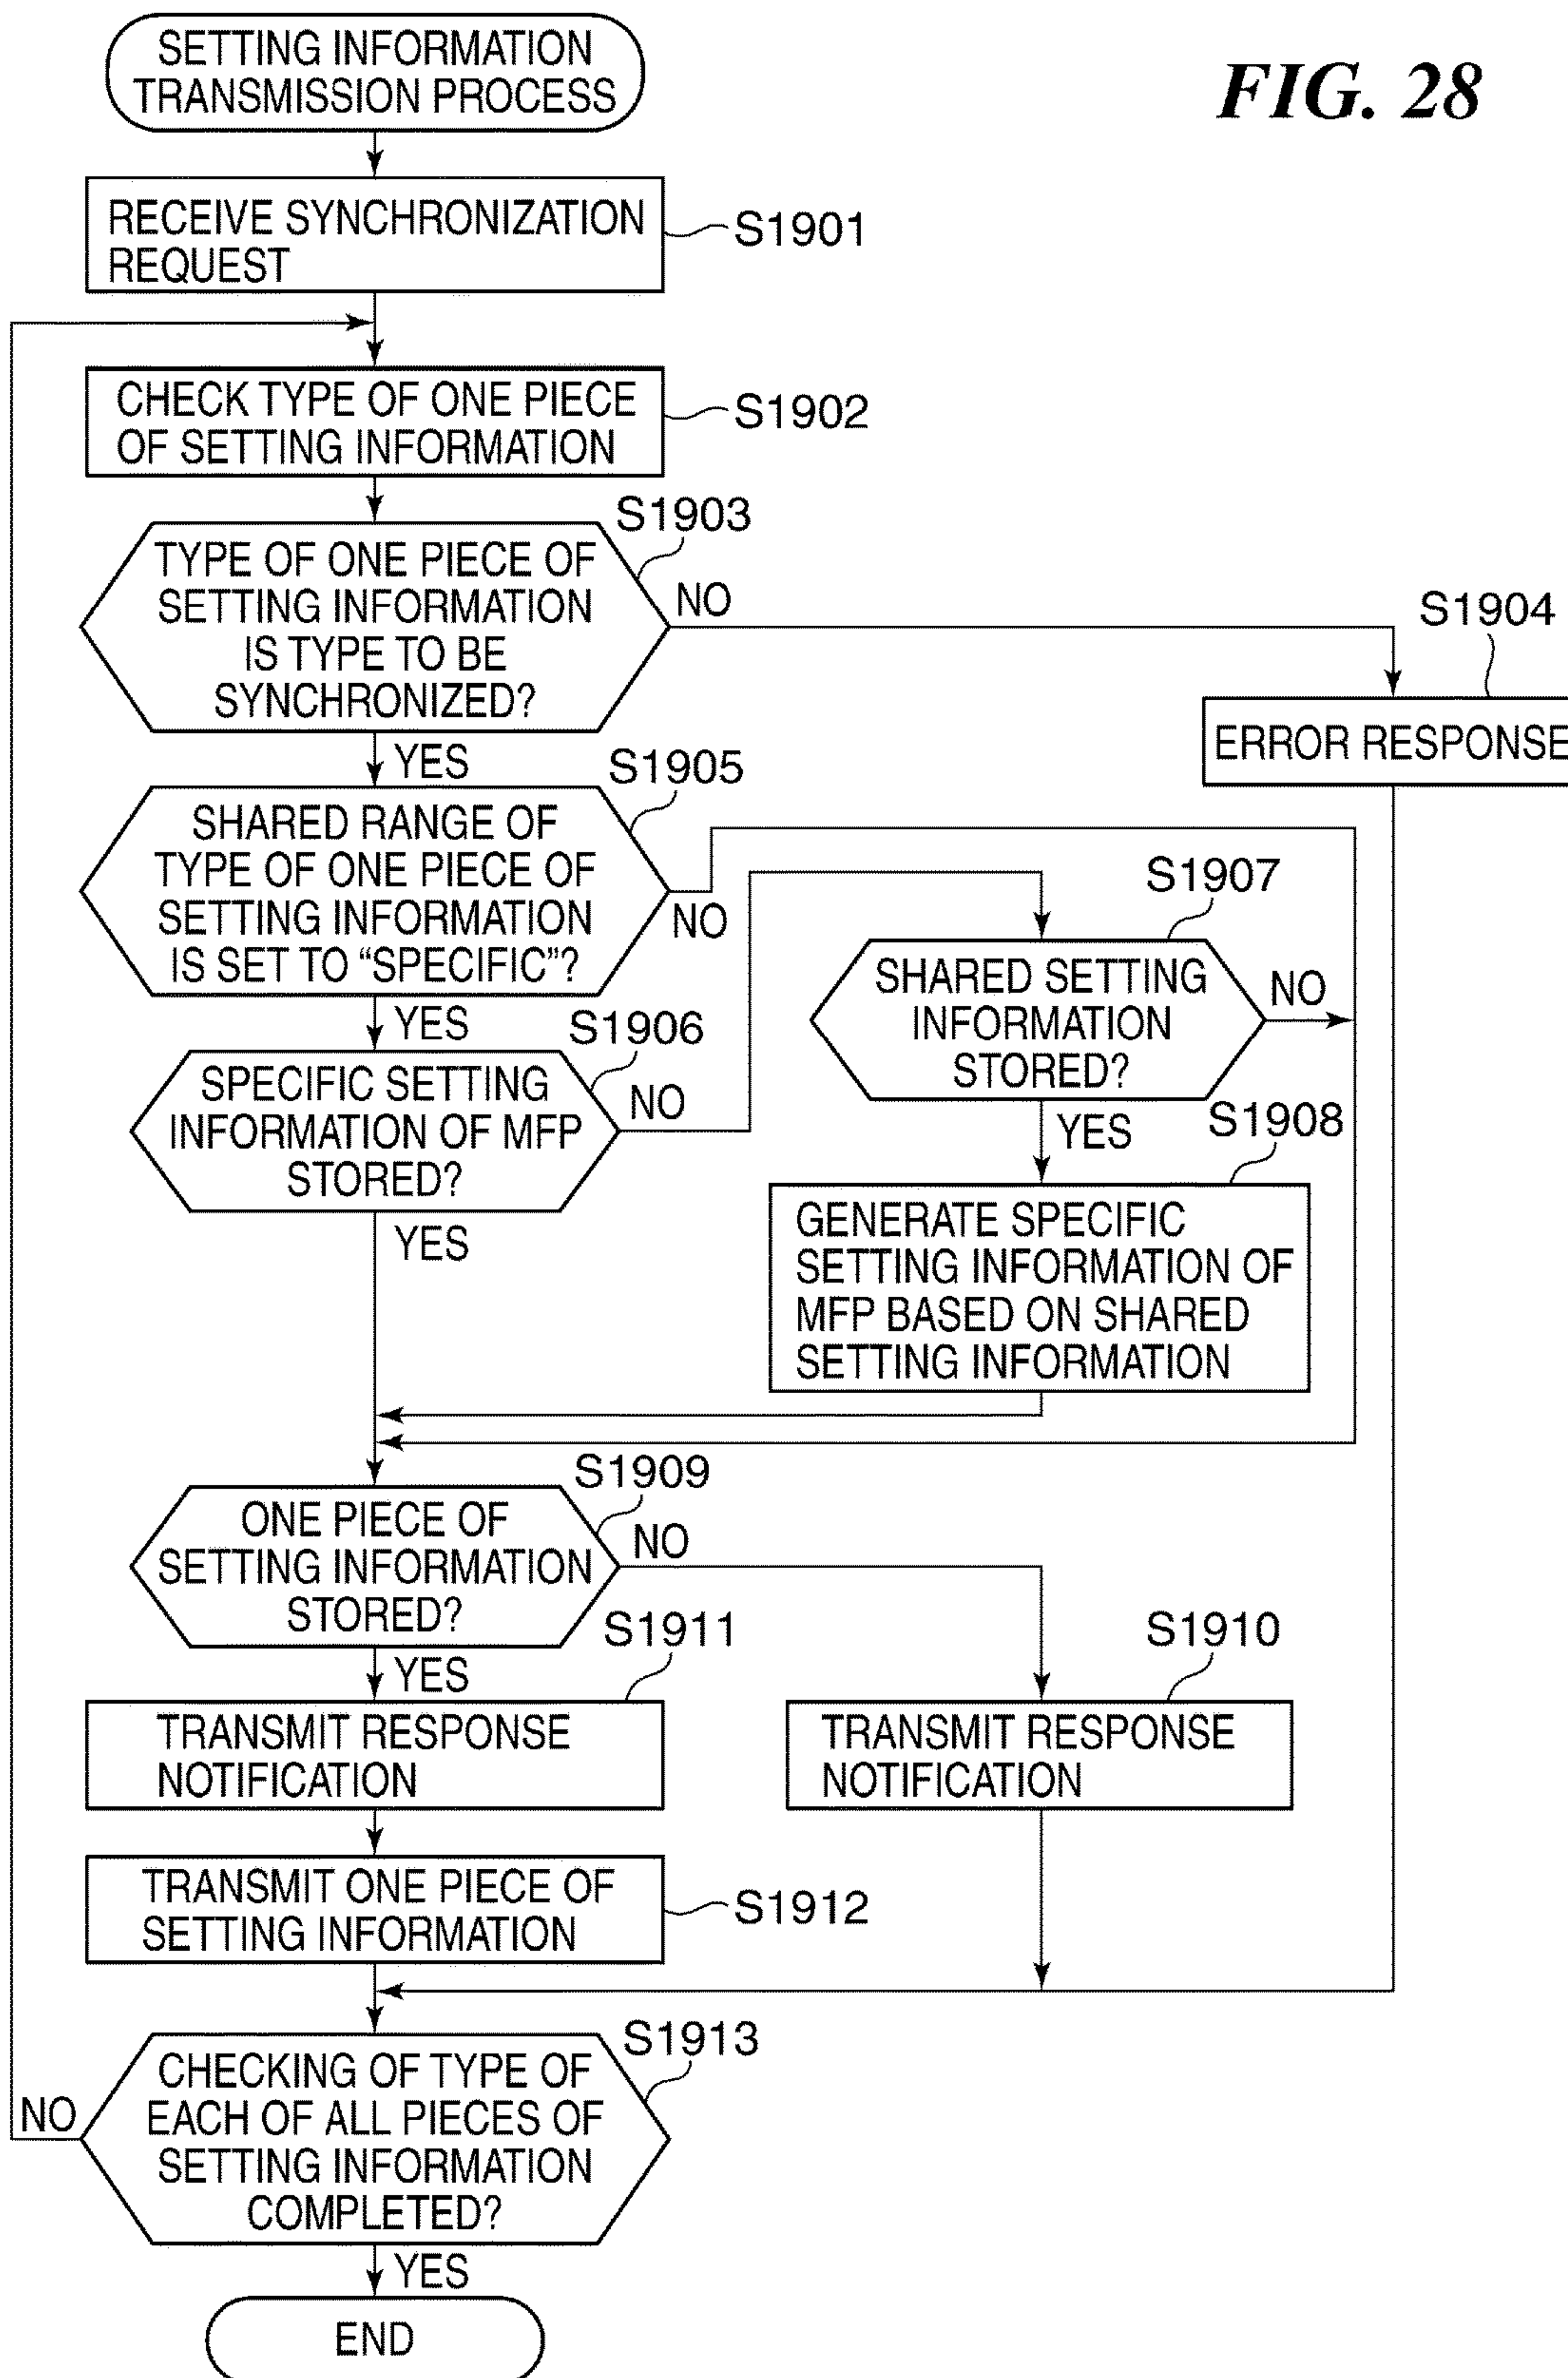 SETTING INFORMATION
TRANSMISSION PROCESS
FIG. 28
RECEIVE SYNCHRONIZATION
REQUEST
S1901
CHECK TYPE OF ONE PIECE
OF SETTING INFORMATION
S1902
S1903
TYPE OF ONE PIECE OF
SETTING INFORMATION
IS TYPE TO BE
SYNCHRONIZED?
NO
S1904
ERROR RESPONSE
YES
S1905
SHARED RANGE OF
TYPE OF ONE PIECE OF
SETTING INFORMATION
IS SET TO “SPECIFIC”?
NO
YES
S1906
SPECIFIC SETTING
INFORMATION OF MFP
STORED?
NO
YES
S1907
SHARED SETTING
INFORMATION
STORED?
NO
YES
S1908
GENERATE SPECIFIC
SETTING INFORMATION OF
MFP BASED ON SHARED
SETTING INFORMATION
S1909
ONE PIECE OF
SETTING INFORMATION
STORED?
NO
YES
S1911
TRANSMIT RESPONSE
NOTIFICATION
S1910
TRANSMIT RESPONSE
NOTIFICATION
TRANSMIT ONE PIECE OF
SETTING INFORMATION
S1912
S1913
CHECKING OF TYPE OF
EACH OF ALL PIECES OF
SETTING INFORMATION
COMPLETED?
NO
YES
END